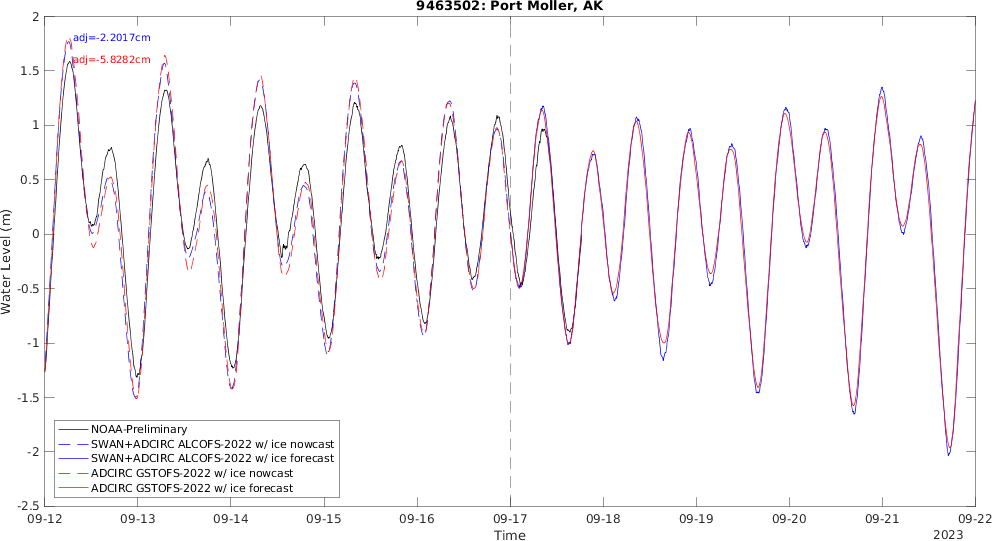 9463502: Port Moller, AK
adj=-2.2017cm
adj=-5.8282cm
Water Level (m)
2
1.5
1
0.5
0
-0.5
-1
-1.5
-2
-2.5
NOAA-Preliminary
SWAN+ADCIRC ALCOFS-2022 w/ ice nowcast
SWAN+ADCIRC ALCOFS-2022 w/ ice forecast
ADCIRC GSTOFS-2022 w/ ice nowcast
ADCIRC GSTOFS-2022 w/ ice forecast
09-12 09-13 09-14 09-15 09-16 09-17 09-18 09-19 09-20 09-21 09-22
Time
2023